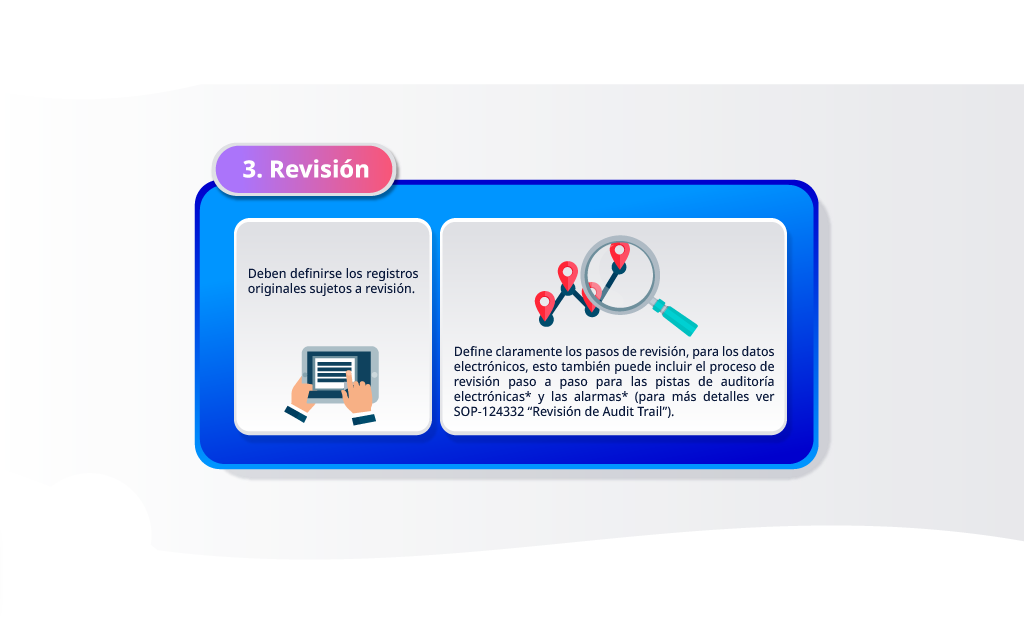 3. Revisión
Deben definirse los registros
originales sujetos a revisión.
Define claramente los pasos de revisión, para los datos
electrónicos, esto también puede incluir el proceso de
revisión paso a paso para las pistas de auditoría
electrónicas* y las alarmas* (para más detalles ver
SOP-124332 “Revisión de Audit Trail”).